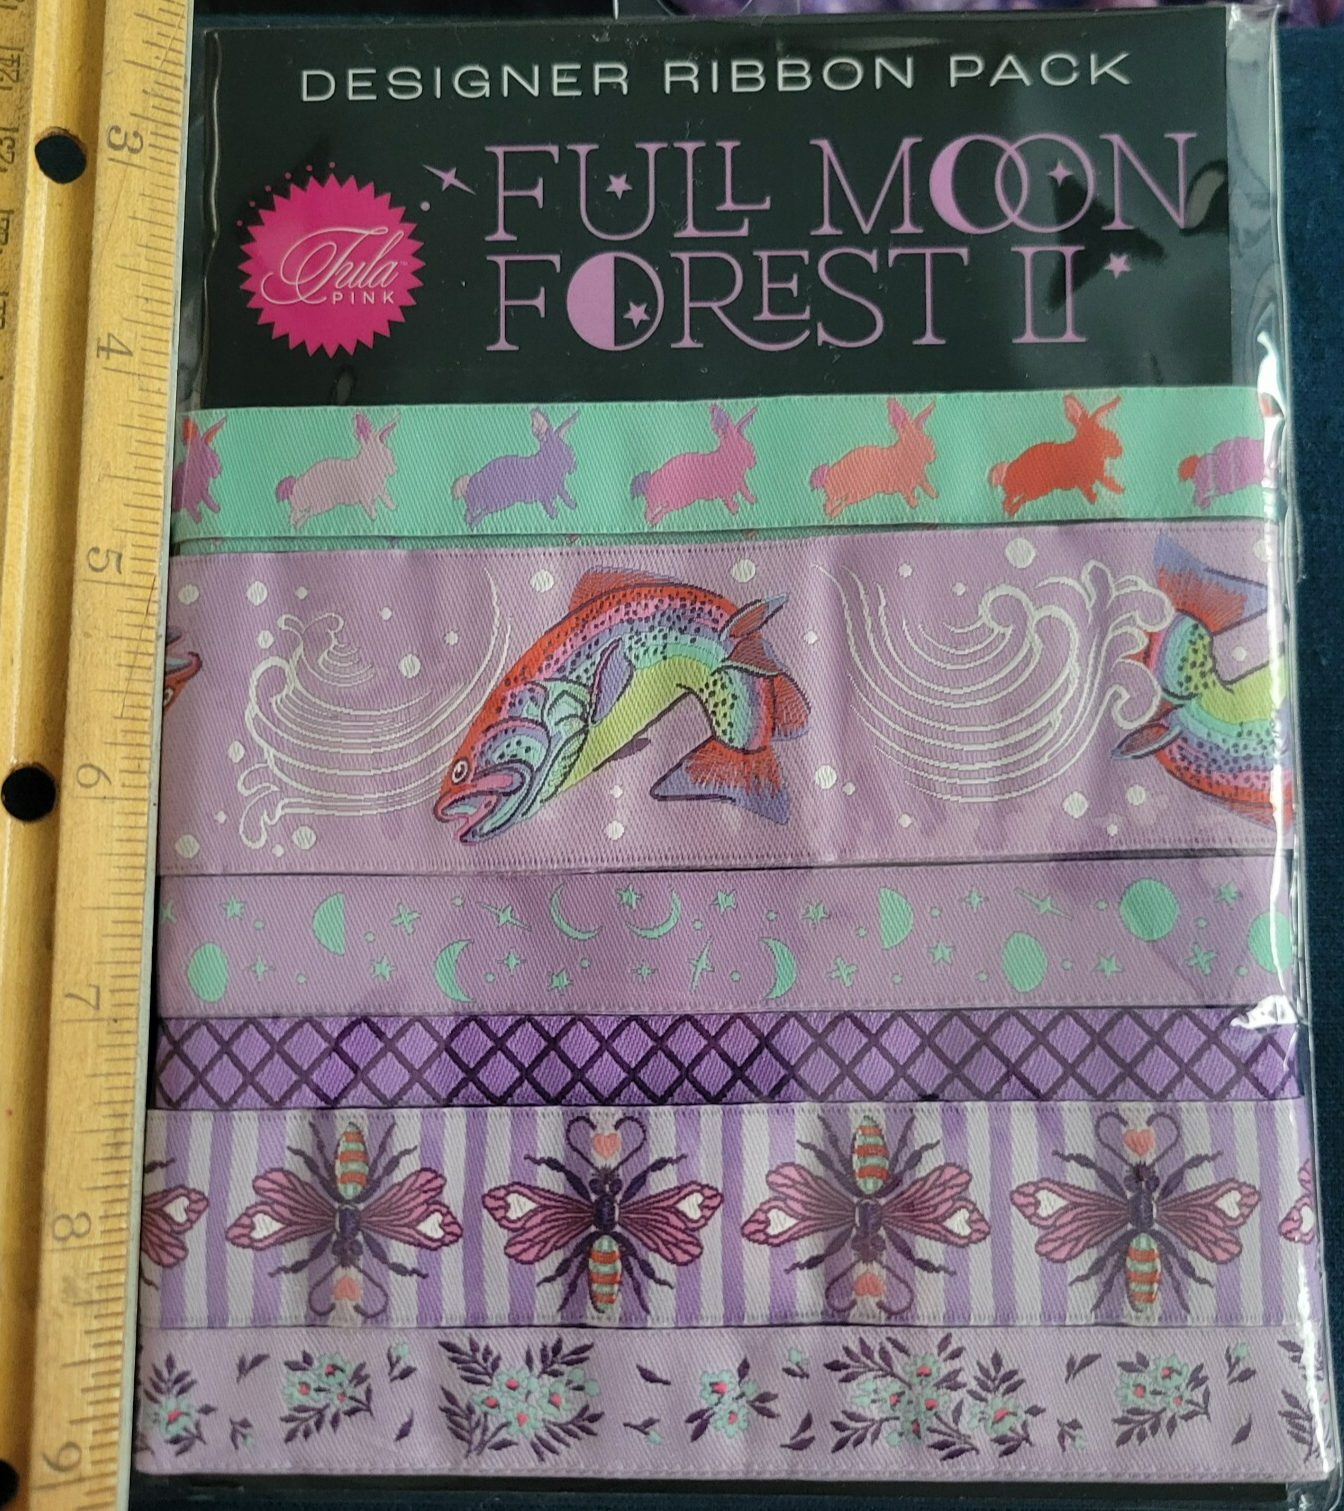 DESIGNER RIBBON PACK
Tula
PINK
FULL MOON
FOREST II
3
4
5
6
7
8
9